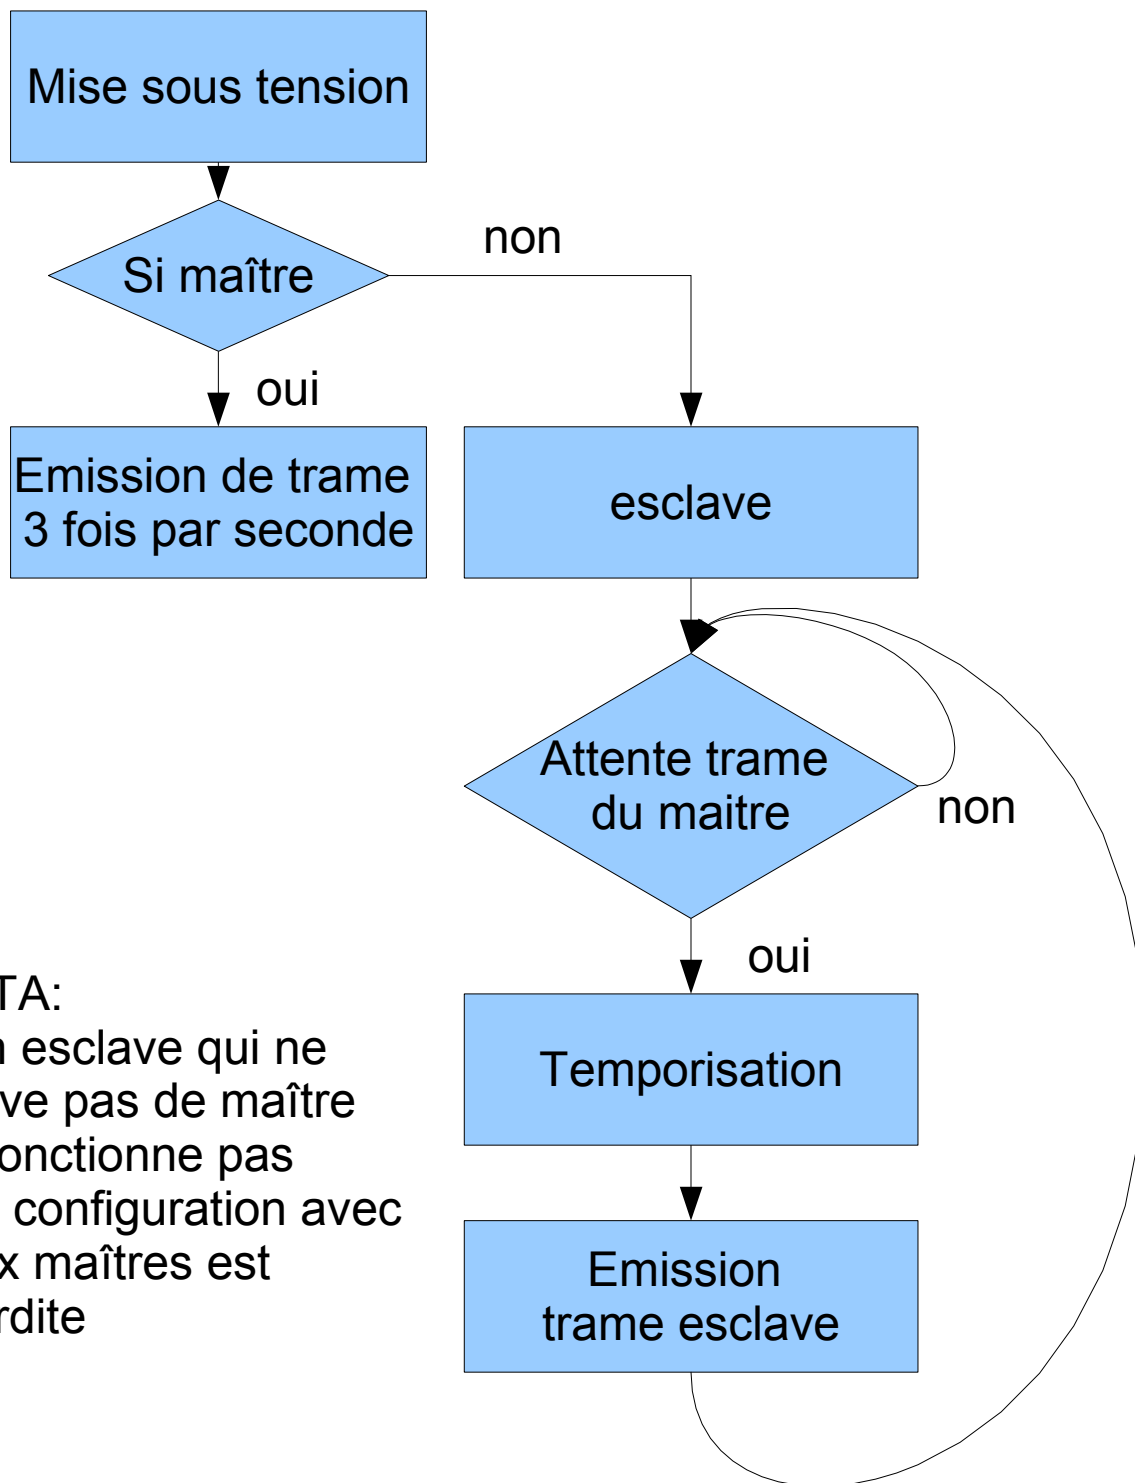 Mise sous tension
Si maître
non
oui
Emission de trame
3 fois par seconde
esclave
Attente trame
du maitre
non
oui
Temporisation
Emission
trame esclave
TA:
esclave qui ne
ve pas de maître
onctionne pas
configuration avec
x maîtres est
rdite